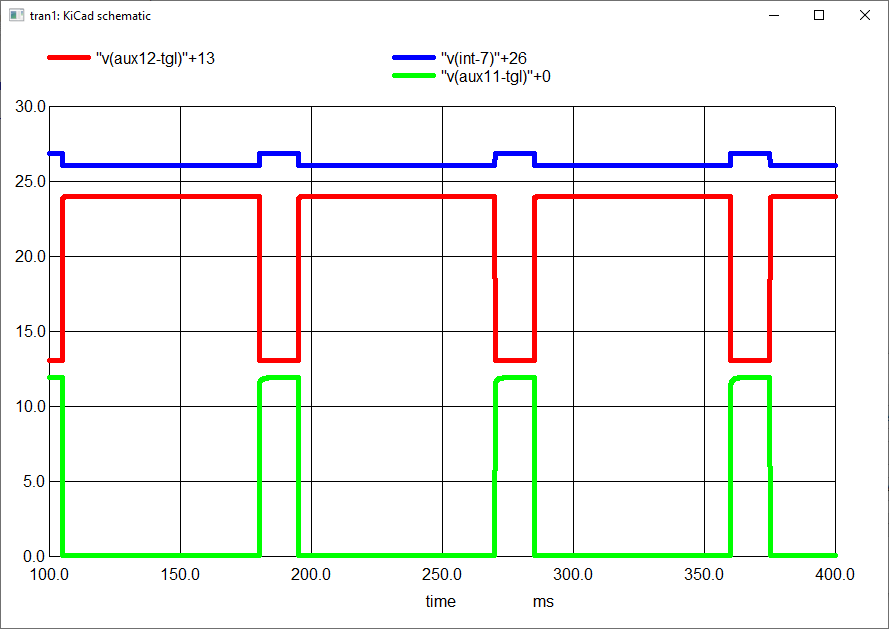 tran1: KiCad schematic
"v(aux12-tgl)"+13
"v(int-7)"+26
"v(aux11-tgl)"+0
30.0
25.0
20.0
15.0
10.0
5.0
0.0
100.0 150.0 200.0 250.0 300.0 350.0 400.0
time ms